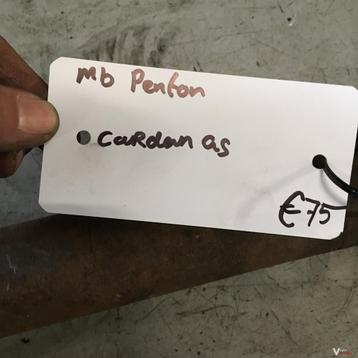 mb Penton
Cardan as
€75